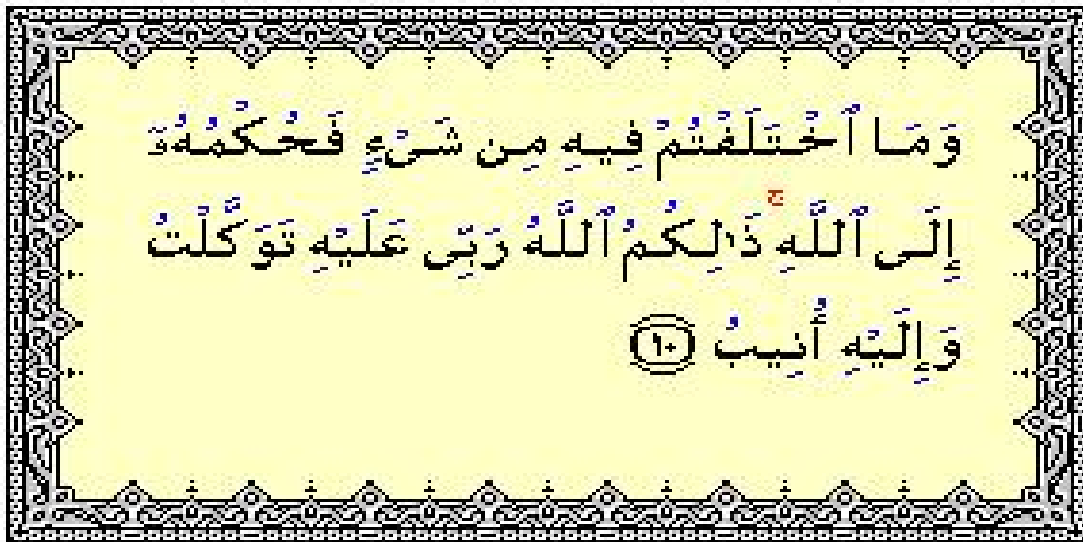 وَمَا ٱخْتَلَفْتُمْ فِيهِ مِن شَىْءٍ فَحُكْمُهُۥٓ
إِلَى ٱللَّهِ ۚ ذَٰلِكُمُ ٱللَّهُ رَبِّى عَلَيْهِ تَوَكَّلْتُ
وَإِلَيْهِ أُنِيبُ ١٠